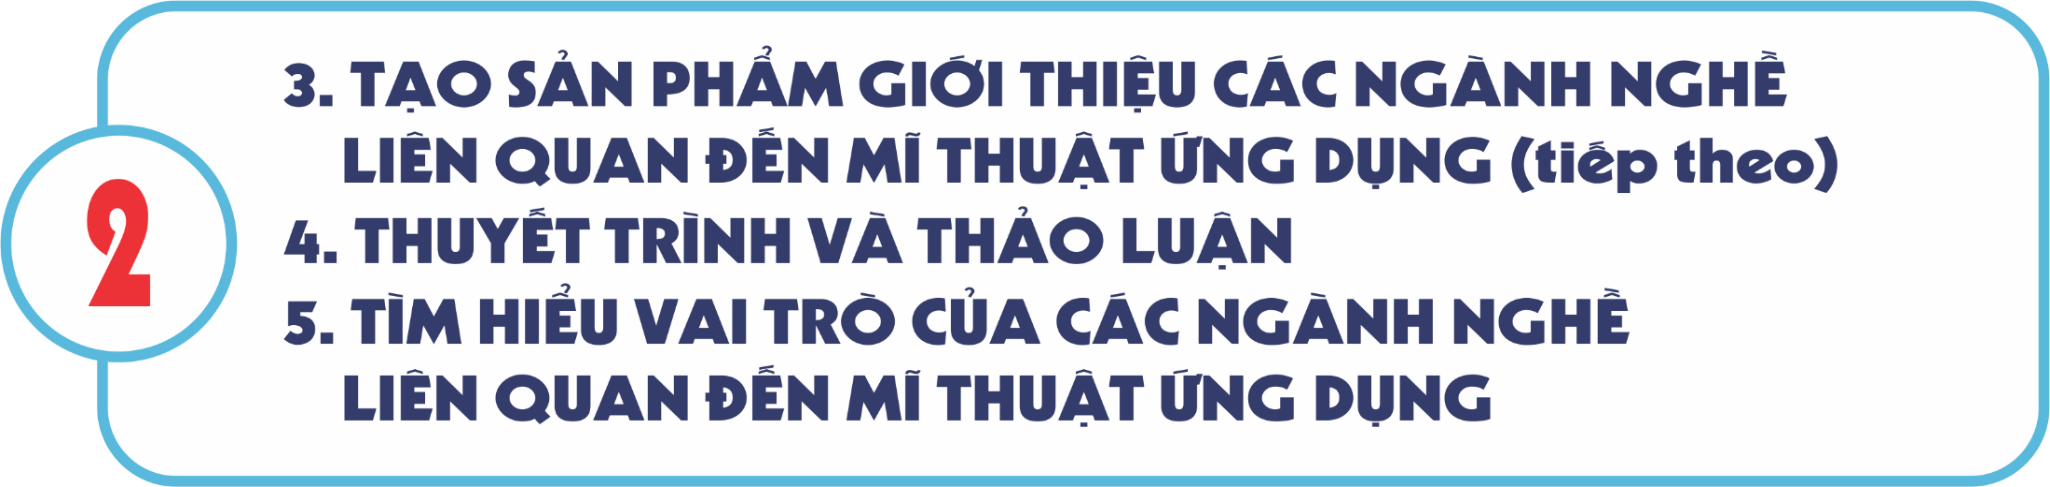 3. TẠO SẢN PHẨM GIỚI THIỆU CÁC NGÀNH NGHỀ
LIÊN QUAN ĐẾN MĨ THUẬT ỨNG DỤNG (tiếp theo)
2
4. THUYẾT TRÌNH VÀ THẢO LUẬN
5. TÌM HIỂU VAI TRÒ CỦA CÁC NGÀNH NGHỀ
LIÊN QUAN ĐẾN MĨ THUẬT ỨNG DỤNG